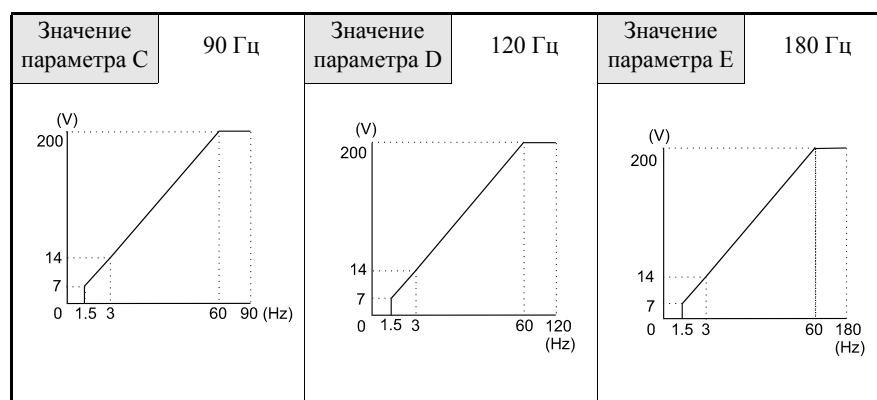 Значение
параметра C
90 Гц
(V)
200
14
7
0 1.5 3 60 90 (Hz)
Значение
параметра D
120 Гц
(V)
200
14
7
0 1.5 3 60 120
(Hz)
Значение
параметра E
180 Гц
(V)
200
14
7
0 1.5 3 60 180
(Hz)